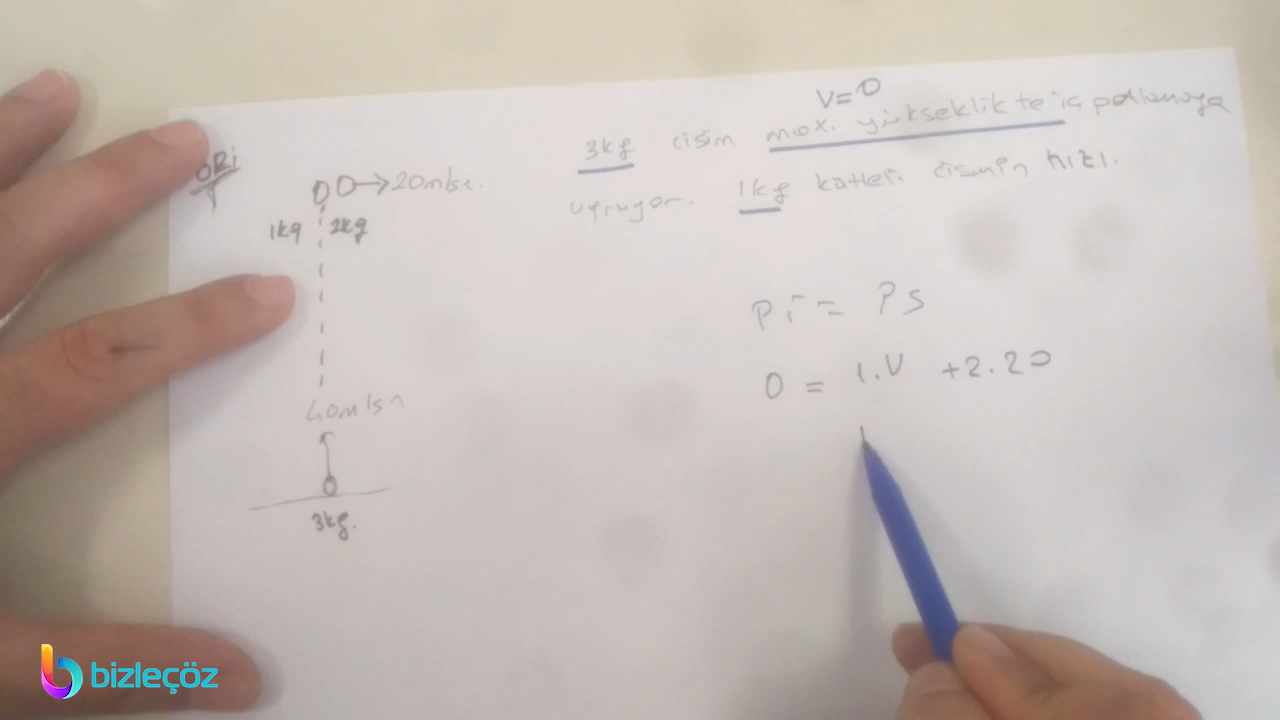 V=0
3kg cisim max. yükseklikte iç patlamaya
uğruyor. 1kg kütleli cismin hızı.
ÖRİ
20m/sn.
1kg 2kg
Pi = Ps
0 = 1.V +2.20
40m/sn
3kg.
bizleçöz